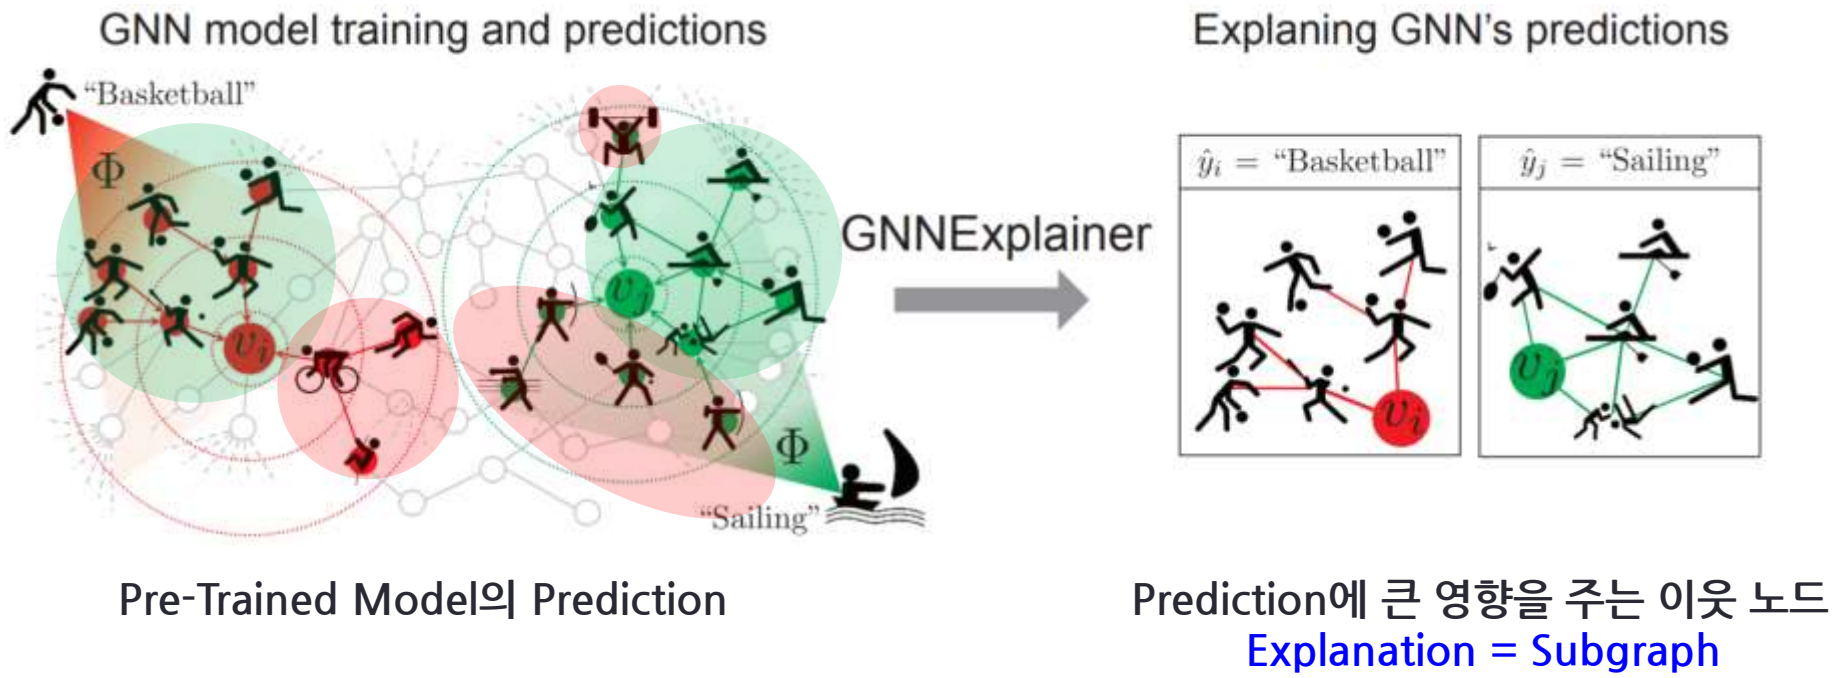 GNN model training and predictions
Explaning GNN's predictions
"Basketball"
Φ
v_i
v_j
Φ
"Sailing"
GNNExplainer
ŷ_i = "Basketball"
ŷ_j = "Sailing"
v_i
v_j
Pre-Trained Model의 Prediction
Prediction에 큰 영향을 주는 이웃 노드
Explanation = Subgraph